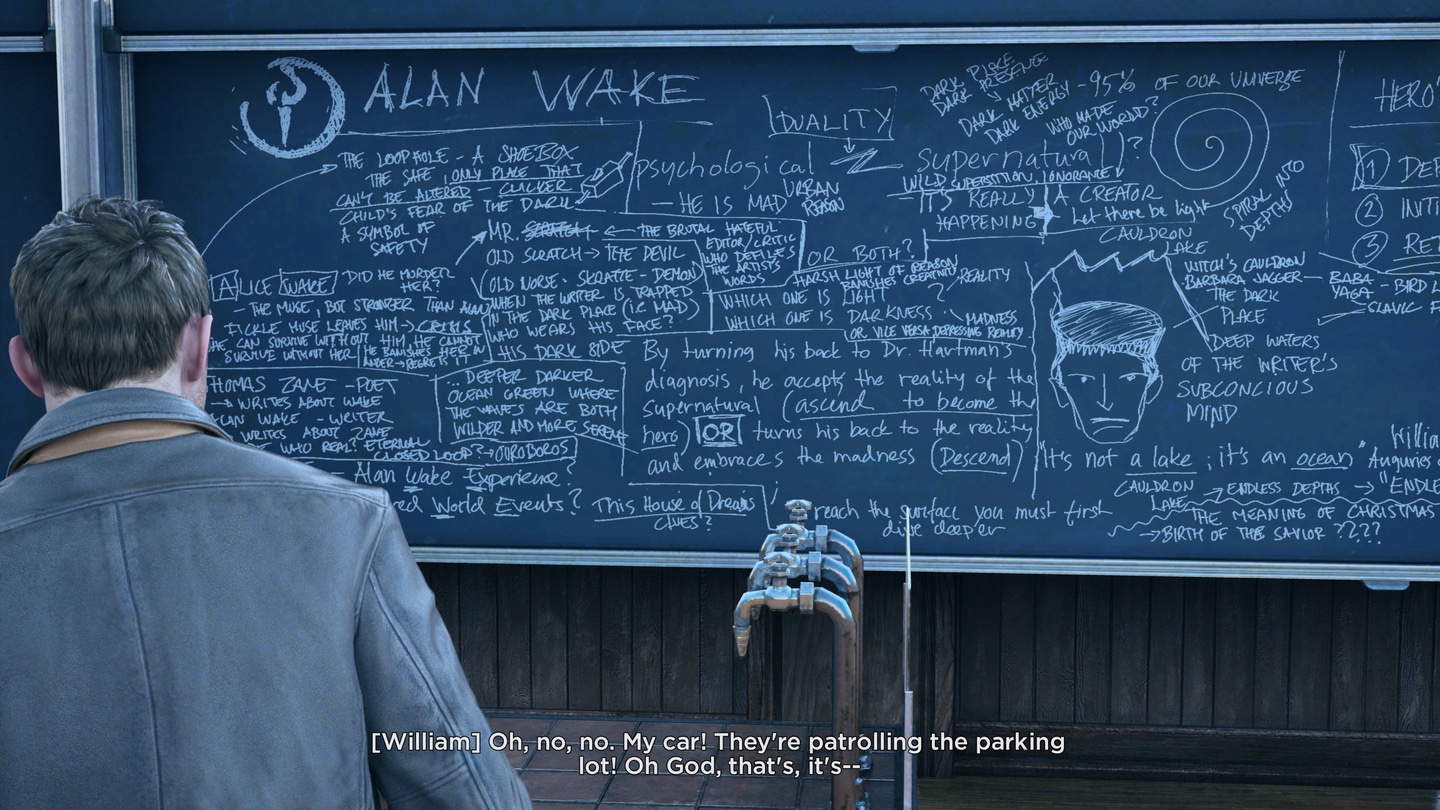 ALAN WAKE
THE LOOPHOLE - A SHOEBOX
THE SAFE, ONLY PLACE THAT
CAN'T BE ALTERED - CLICKER
CHILD'S FEAR OF THE DARK
A SYMBOL OF
SAFETY
ALICE WAKE
DID HE MURDER
HER?
- THE MUSE, BUT STRONGER THAN ALAN
FICKLE MUSE LEAVES HIM → CRISIS
SHE CAN SURVIVE WITHOUT HIM, HE CANNOT
SURVIVE WITHOUT HER
HE BANISHES HER IN
ANGER → REGRETS IT
THOMAS ZANE - POET
→ WRITES ABOUT WAKE
ALAN WAKE - WRITER
WRITES ABOUT ZANE
WHO REAL? ETERNAL
CLOSED LOOP? → OUROBOROS
Alan Wake Experience?
red World Events?
MR. SCRATCH ← THE BRUTAL HATEFUL
EDITOR/CRITIC
WHO DEFILES
THE ARTISTS
WORDS
OLD SCRATCH → THE DEVIL
OLD NORSE - SKRATTE - DEMON
WHEN THE WRITER IS TRAPPED
IN THE DARK PLACE (i.e MAD)
WHO WEARS HIS FACE?
HIS DARK SIDE
... DEEPER DARKER
OCEAN GREEN WHERE
THE WAVES ARE BOTH
WILDER AND MORE SERENE
This House of Dreams
CLUES?
DUALITY
psychological
- HE IS MAD
URBAN
REASON
Supernatural)?
WILD SUPERSTITION, IGNORANCE
- IT'S REALLY
HAPPENING
A CREATOR
Let there be light
OR BOTH?
HARSH LIGHT OF REASON
BANISHES CREATIVITY
WHICH ONE IS LIGHT
WHICH ONE IS DARKNESS
?
REALITY
MADNESS
OR VICE VERSA DEPRESSING REALITY
By turning his back to Dr. Hartman's
diagnosis, he accepts the reality of the
Supernatural (ascend to become the
hero) OR turns his back to the reality
and embraces the madness (Descend)
reach the surface you must first
dive deeper
DARK PLACE
DARK PRESENCE
DARK MATTER
DARK ENERGY
- 95% OF OUR UNIVERSE
WHO MADE
OUR WORLD?
SPIRAL INTO
DEPTHS
CAULDRON
LAKE
WITCH'S CAULDRON
BARBARA JAGGER
THE DARK
PLACE
BABA
YAGA - BIRD L
SLAVIC F
DEEP WATERS
OF THE WRITER'S
SUBCONCIOUS
MIND
"It's not a lake, it's an ocean"
CAULDRON
LAKE
→ ENDLESS DEPTHS → "ENDLE
→ THE MEANING OF CHRISTMAS
→ BIRTH OF THE SAVIOR ????
Willia
Auguries o
HERO'
1 DEP
2 INITI
3 RET
[William] Oh, no, no. My car! They're patrolling the parking
lot! Oh God, that's, it's--